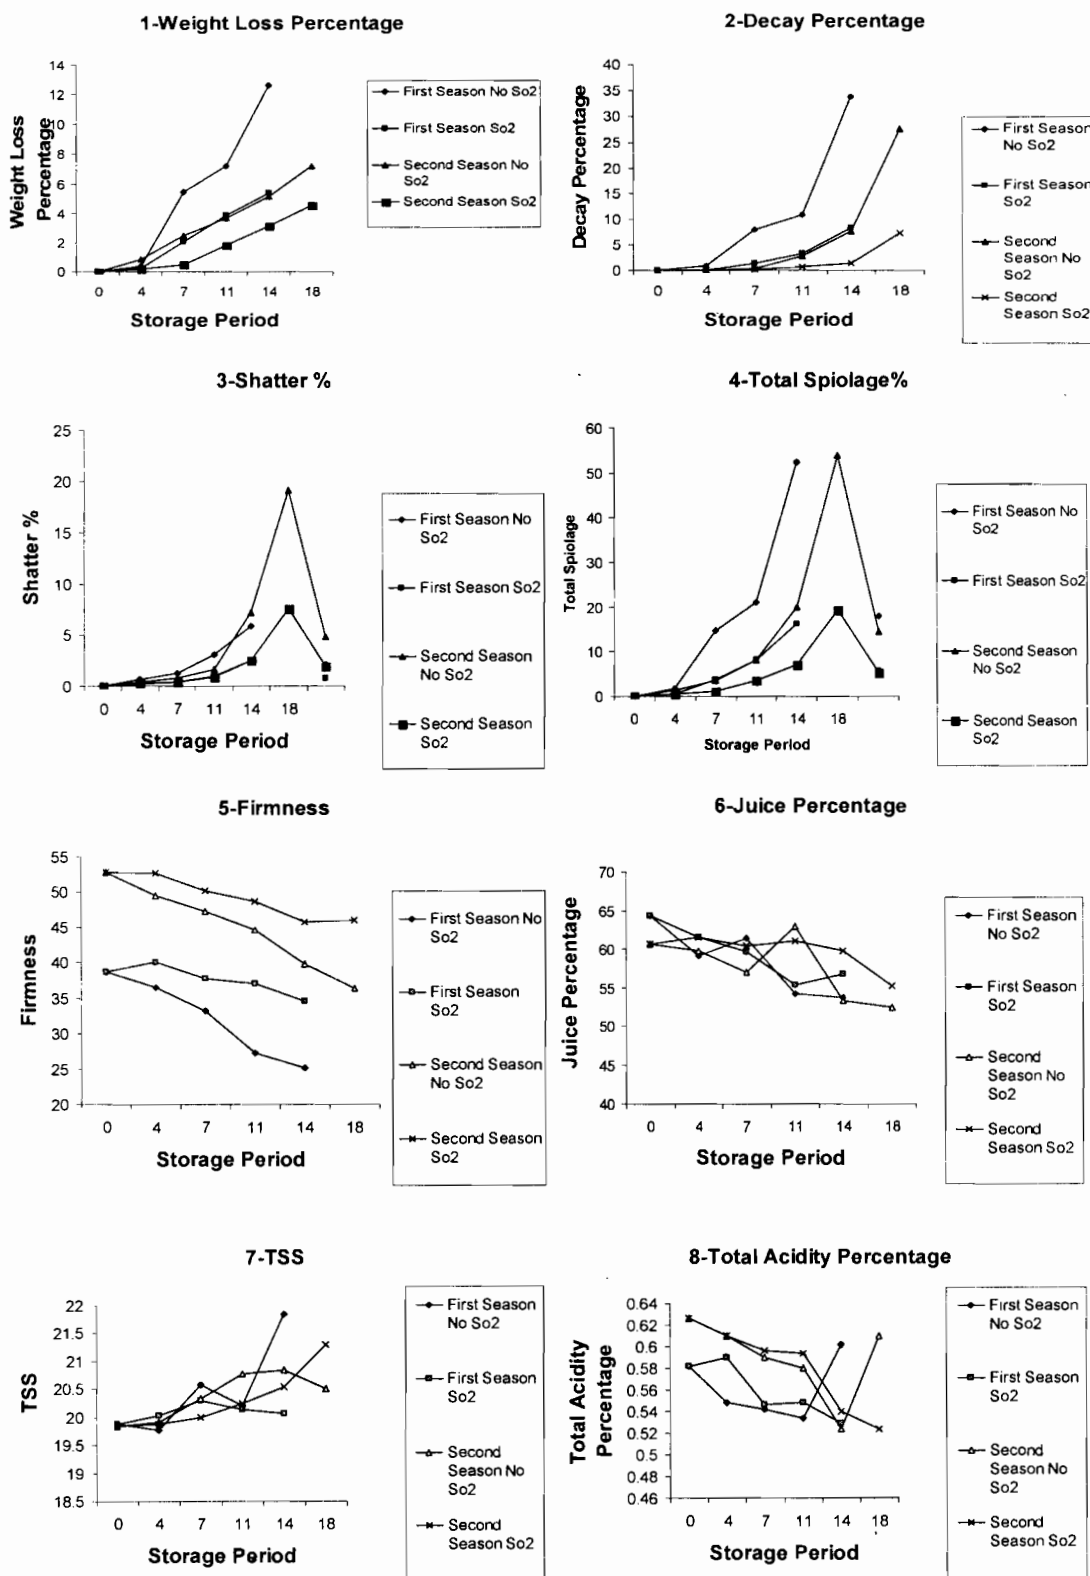 1-Weight Loss Percentage
14
12
10
8
6
4
2
0
Weight Loss
Percentage
0 4 7 11 14 18
Storage Period
First Season No So2
First Season So2
Second Season No
So2
Second Season So2
2-Decay Percentage
40
35
30
25
20
15
10
5
0
Decay Percentage
0 4 7 11 14 18
Storage Period
First Season
No So2
First Season
So2
Second
Season No
So2
Second
Season So2
3-Shatter %
25
20
15
10
5
0
Shatter %
0 4 7 11 14 18
Storage Period
First Season No
So2
First Season So2
Second Season
No So2
Second Season
So2
4-Total Spiolage%
60
50
40
30
20
10
0
Total Spiolage
0 4 7 11 14 18
Storage Period
First Season No
So2
First Season So2
Second Season
No So2
Second Season
So2
5-Firmness
55
50
45
40
35
30
25
20
Firmness
0 4 7 11 14 18
Storage Period
First Season No
So2
First Season
So2
Second Season
No So2
Second Season
So2
6-Juice Percentage
70
65
60
55
50
45
40
Juice Percentage
0 4 7 11 14 18
Storage Period
First Season
No So2
First Season
So2
Second
Season No
So2
Second
Season So2
7-TSS
22
21.5
21
20.5
20
19.5
19
18.5
TSS
0 4 7 11 14 18
Storage Period
First Season
No So2
First Season
So2
Second
Season No
So2
Second
Season So2
8-Total Acidity Percentage
0.64
0.62
0.6
0.58
0.56
0.54
0.52
0.5
0.48
0.46
Total Acidity
Percentage
0 4 7 11 14 18
Storage Period
First Season
No So2
First Season
So2
Second
Season No
So2
Second
Season So2